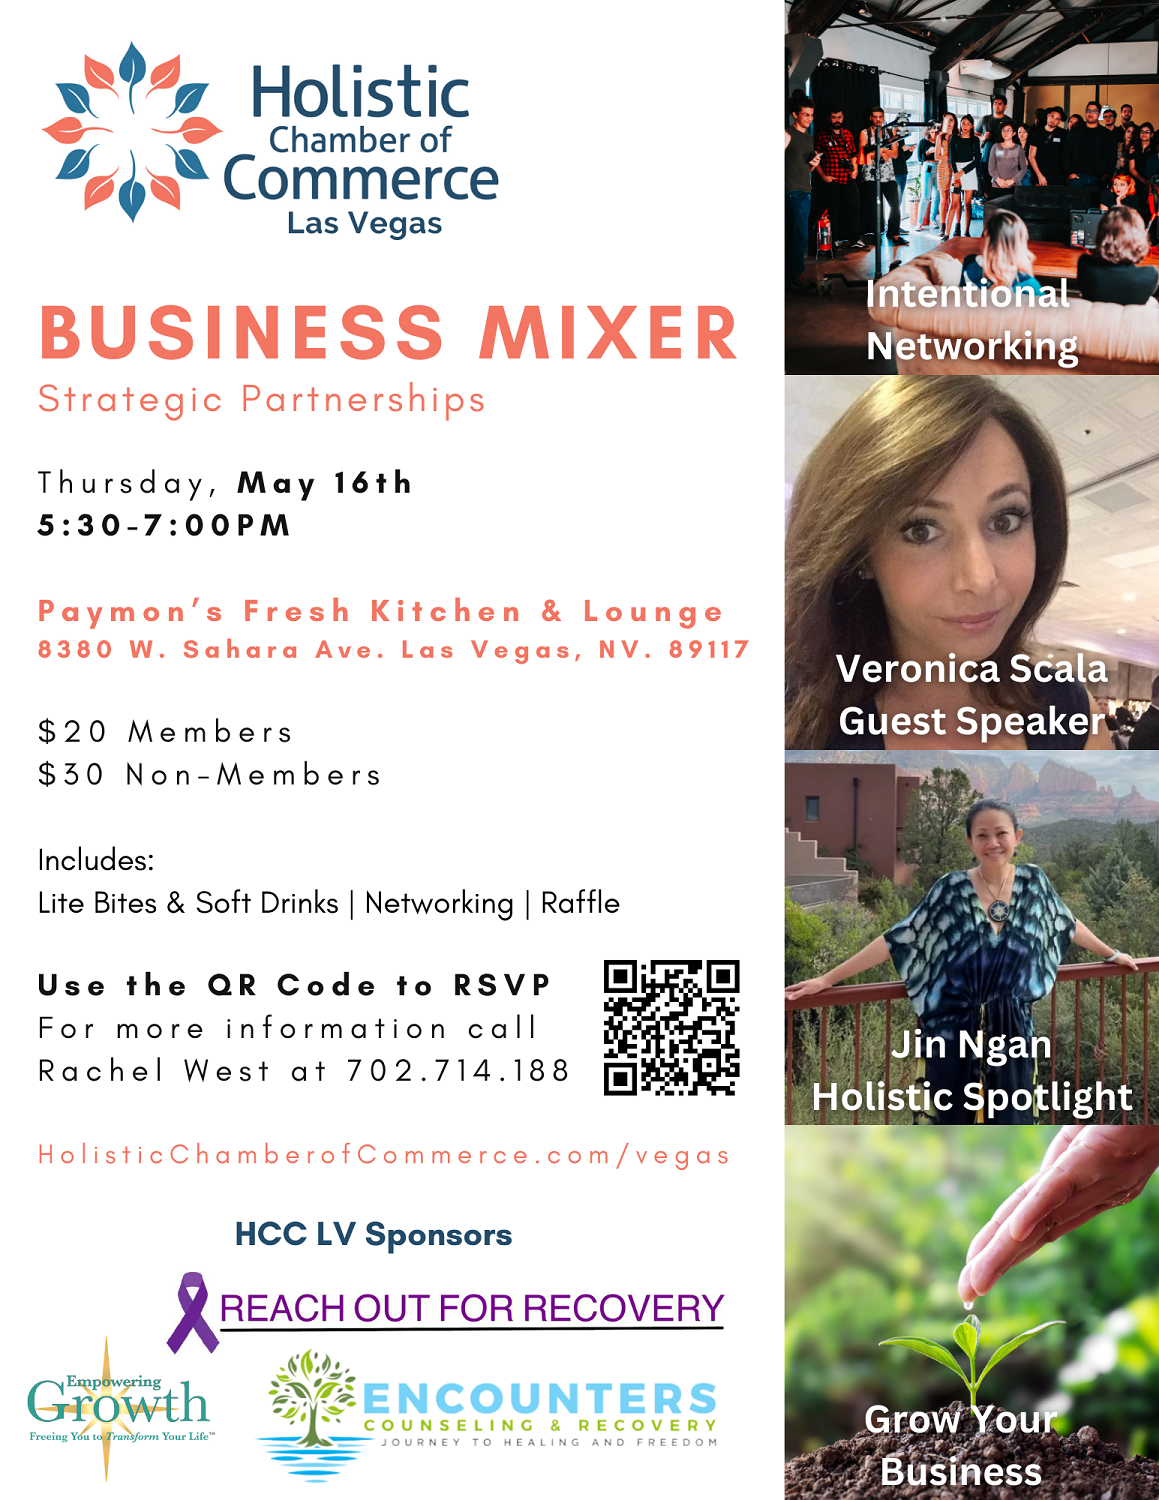 Holistic
Chamber of
Commerce
Las Vegas
BUSINESS MIXER
Strategic Partnerships
Thursday, May 16th
5:30-7:00PM
Paymon's Fresh Kitchen & Lounge
8380 W. Sahara Ave. Las Vegas, NV. 89117
$20 Members
$30 Non-Members
Includes:
Lite Bites & Soft Drinks | Networking | Raffle
Use the QR Code to RSVP
For more information call
Rachel West at 702.714.188
HolisticChamberofCommerce.com/vegas
HCC LV Sponsors
REACH OUT FOR RECOVERY
Empowering
Growth
Freeing You to Transform Your Life™
ENCOUNTERS
COUNSELING & RECOVERY
JOURNEY TO HEALING AND FREEDOM
Intentional
Networking
Veronica Scala
Guest Speaker
Jin Ngan
Holistic Spotlight
Grow Your
Business